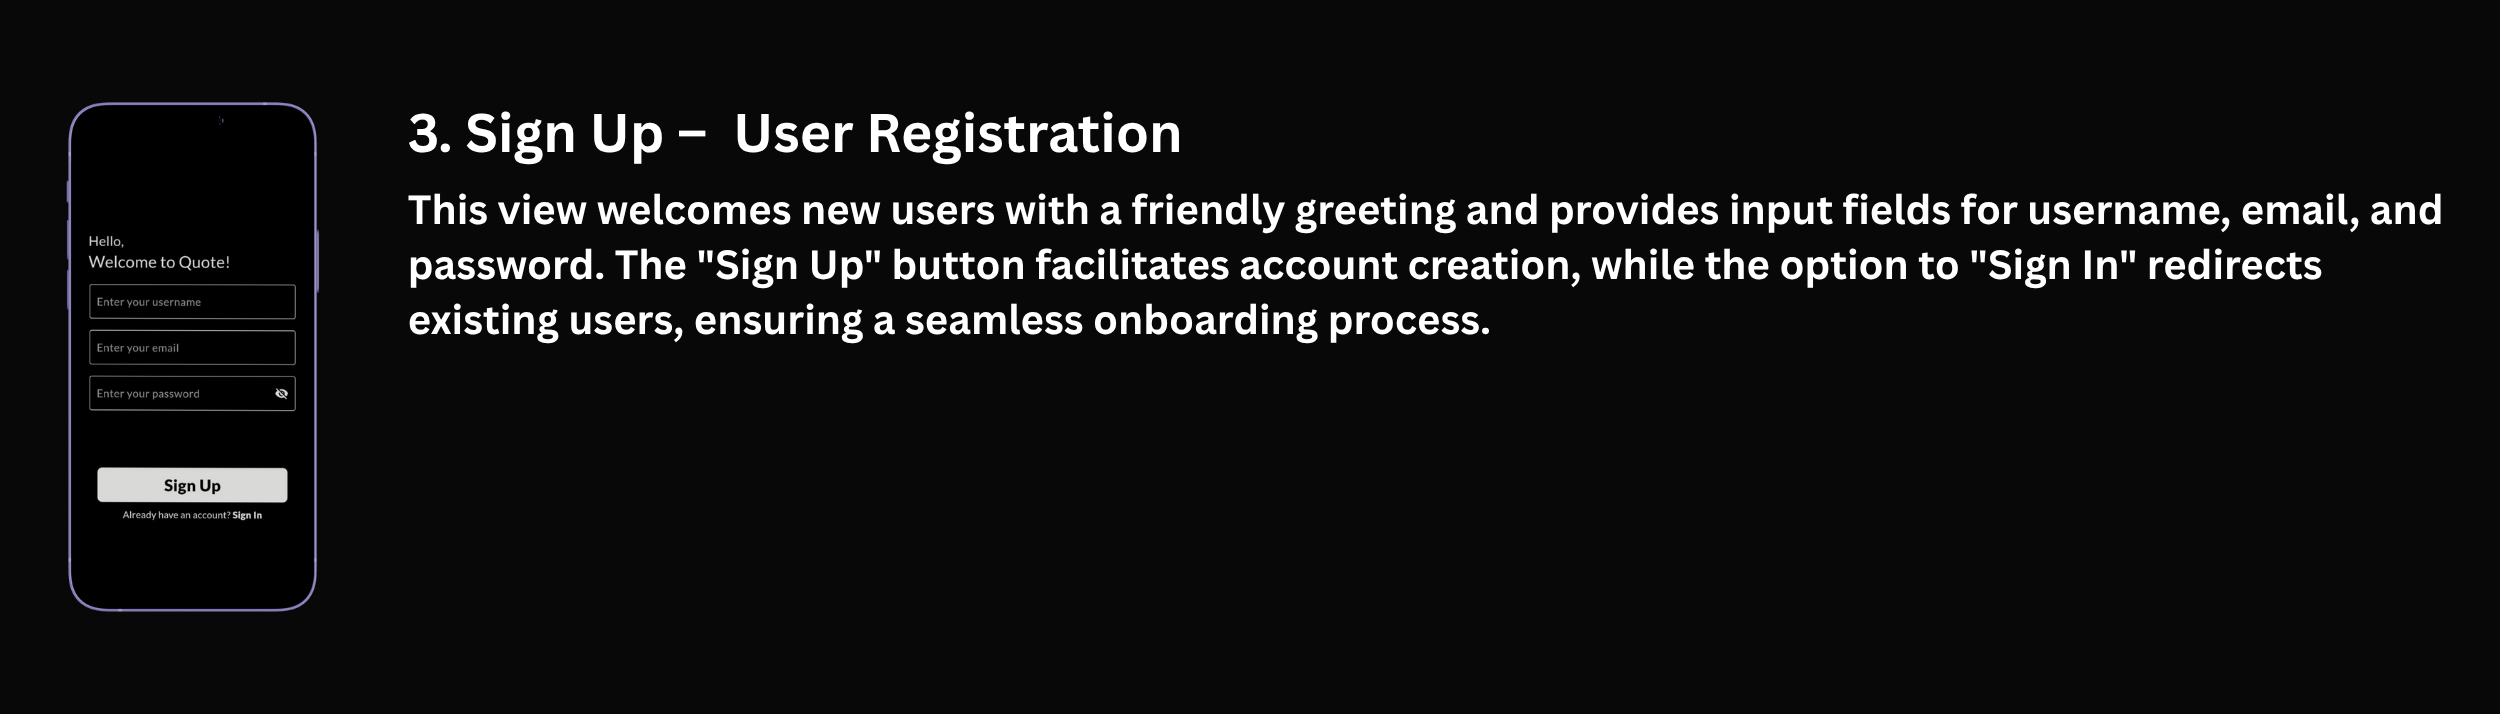 3. Sign Up – User Registration
This view welcomes new users with a friendly greeting and provides input fields for username, email, and
password. The "Sign Up" button facilitates account creation, while the option to "Sign In" redirects
existing users, ensuring a seamless onboarding process.
Hello,
Welcome to Quote!
Enter your username
Enter your email
Enter your password
Sign Up
Already have an account? Sign In